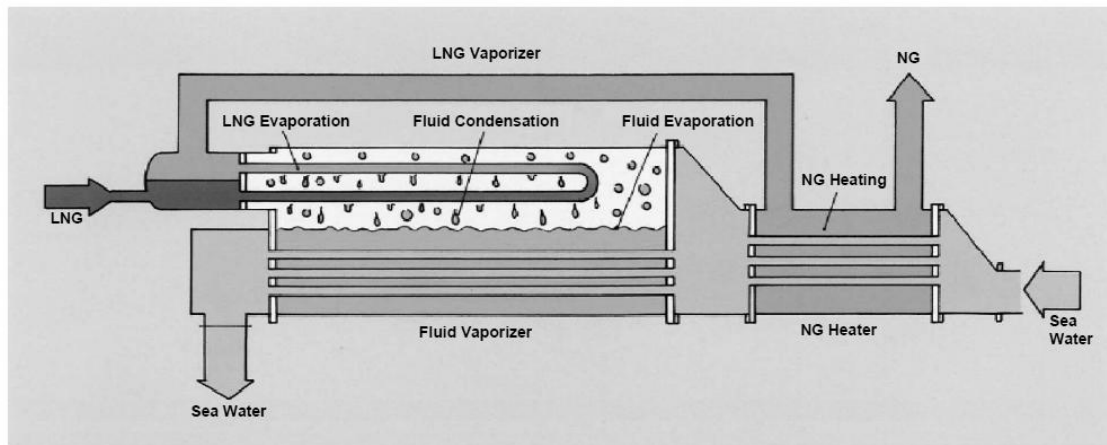 LNG Vaporizer
NG
LNG Evaporation
Fluid Condensation
Fluid Evaporation
LNG
NG Heating
Fluid Vaporizer
NG Heater
Sea
Water
Sea Water